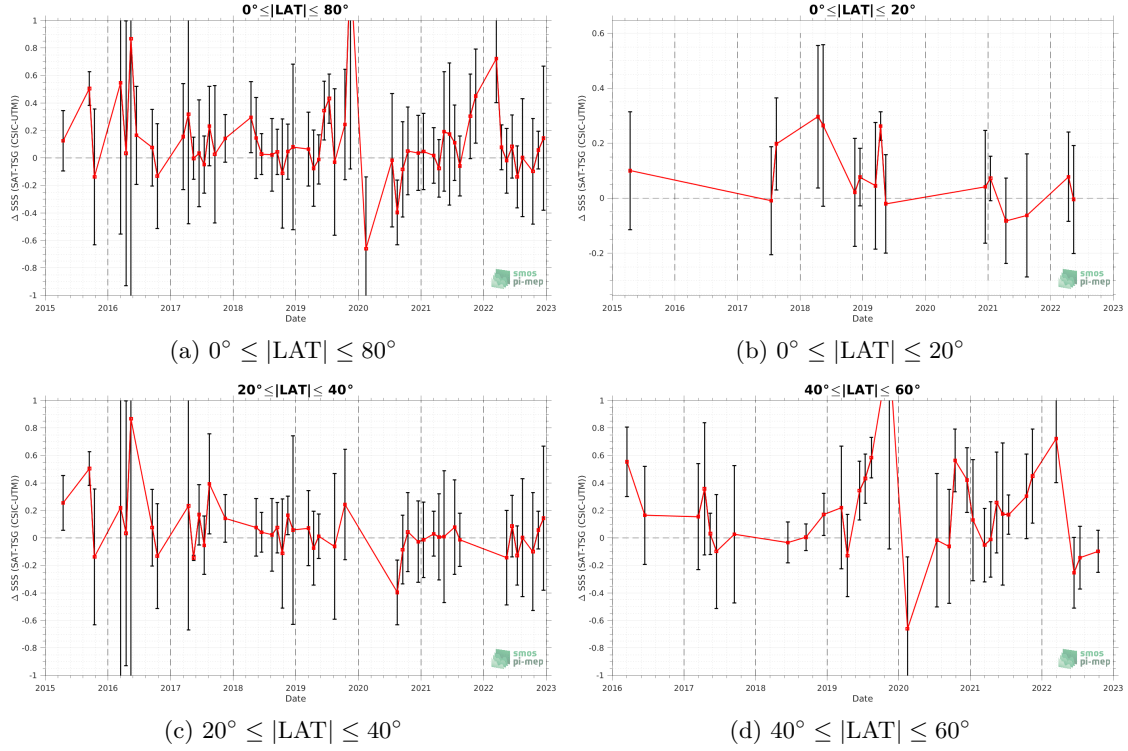 0°≤|LAT|≤ 80°
Δ SSS (SAT-TSG (CSIC-UTM))
1
0.8
0.6
0.4
0.2
0
-0.2
-0.4
-0.6
-0.8
-1
2015 2016 2017 2018 2019 2020 2021 2022 2023
Date
smos
pi-mep
(a) 0° ≤ |LAT| ≤ 80°
0°≤|LAT|≤ 20°
Δ SSS (SAT-TSG (CSIC-UTM))
0.6
0.4
0.2
0
-0.2
2015 2016 2017 2018 2019 2020 2021 2022 2023
Date
smos
pi-mep
(b) 0° ≤ |LAT| ≤ 20°
20°≤|LAT|≤ 40°
Δ SSS (SAT-TSG (CSIC-UTM))
1
0.8
0.6
0.4
0.2
0
-0.2
-0.4
-0.6
-0.8
-1
2015 2016 2017 2018 2019 2020 2021 2022 2023
Date
smos
pi-mep
(c) 20° ≤ |LAT| ≤ 40°
40°≤|LAT|≤ 60°
Δ SSS (SAT-TSG (CSIC-UTM))
1
0.8
0.6
0.4
0.2
0
-0.2
-0.4
-0.6
-0.8
-1
2016 2017 2018 2019 2020 2021 2022 2023
Date
smos
pi-mep
(d) 40° ≤ |LAT| ≤ 60°